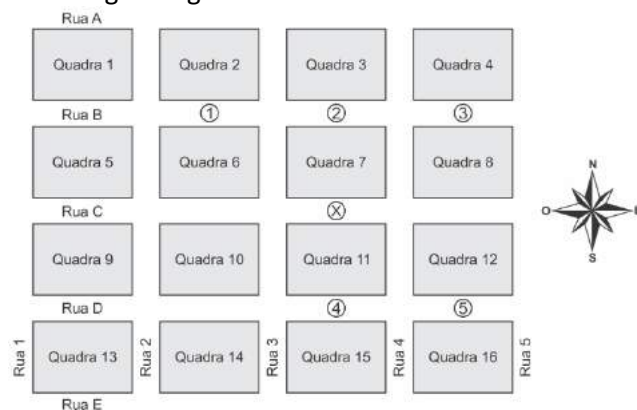 Rua A
Quadra 1 Quadra 2 Quadra 3 Quadra 4
Rua B ① ② ③
Quadra 5 Quadra 6 Quadra 7 Quadra 8
N
O
S
Rua C Ⓧ
Quadra 9 Quadra 10 Quadra 11 Quadra 12
Rua D ④ ⑤
Rua 1 Quadra 13 Rua 2 Quadra 14 Rua 3 Quadra 15 Rua 4 Quadra 16 Rua 5
Rua E